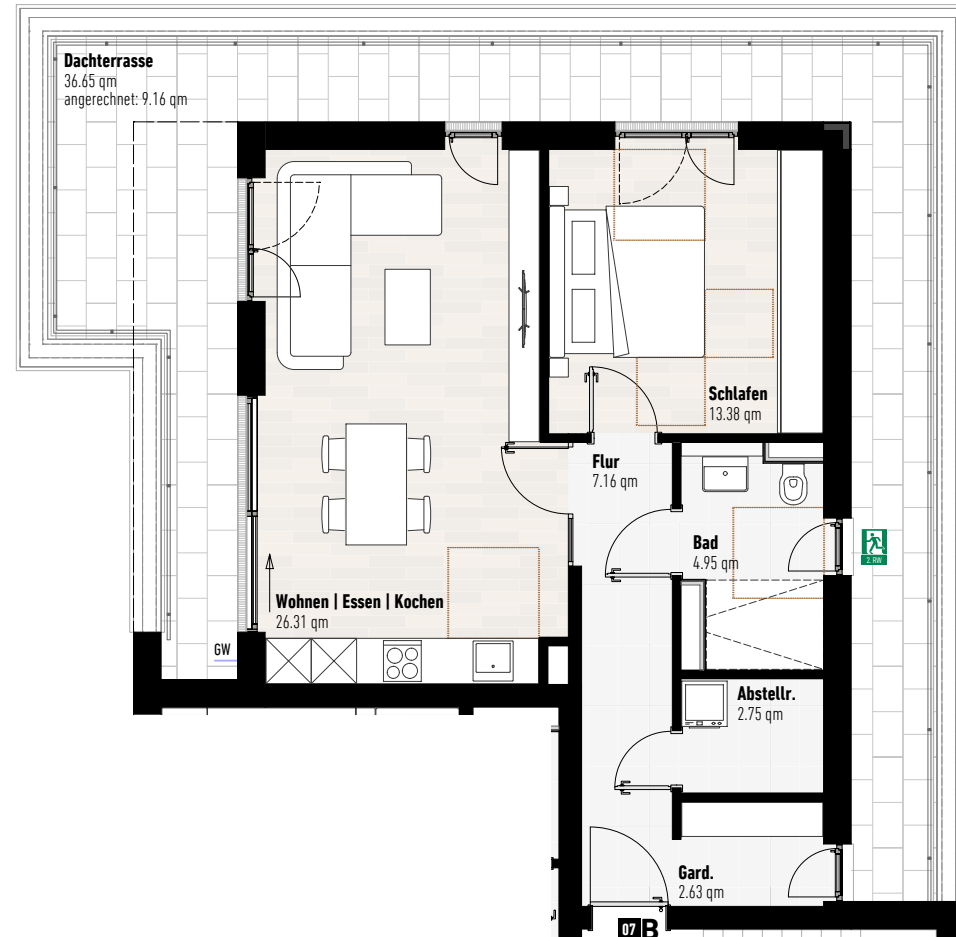 Dachterrasse
36.65 qm
angerechnet: 9.16 qm
Schlafen
13.38 qm
Flur
7.16 qm
Bad
4.95 qm
2. RW
Wohnen | Essen | Kochen
26.31 qm
GW
Abstellr.
2.75 qm
Gard.
2.63 qm
07 B